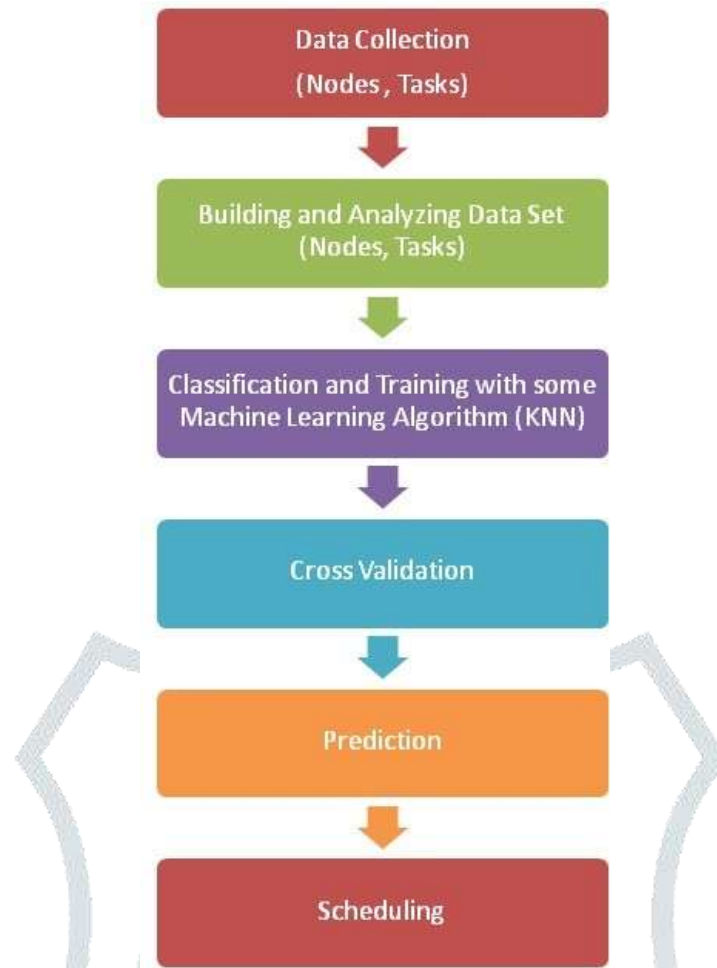 Data Collection
(Nodes , Tasks)
Building and Analyzing Data Set
(Nodes, Tasks)
Classification and Training with some
Machine Learning Algorithm (KNN)
Cross Validation
Prediction
Scheduling